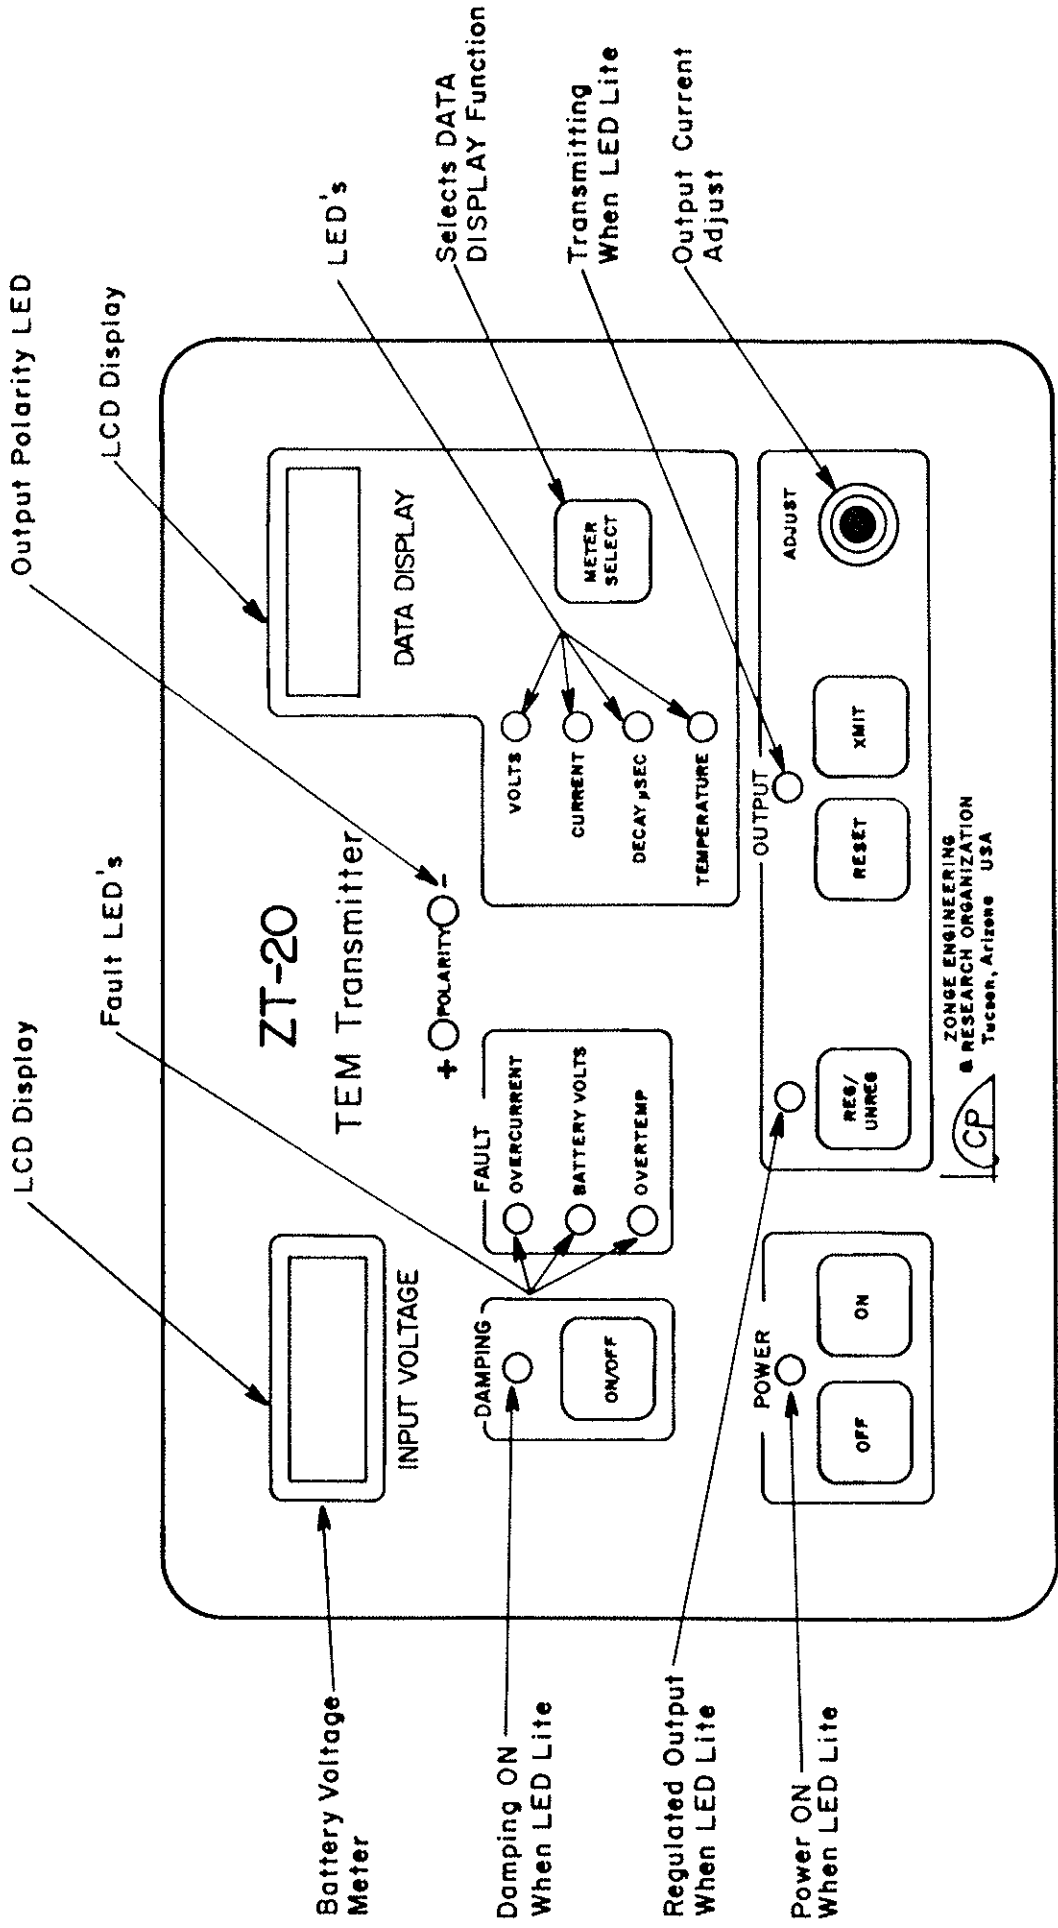 LCD Display
Fault LED's
Output Polarity LED
LCD Display
LED's
Selects DATA
DISPLAY Function
Transmitting
When LED Lite
Output Current
Adjust
Battery Voltage
Meter
Damping ON
When LED Lite
Regulated Output
When LED Lite
Power ON
When LED Lite
INPUT VOLTAGE
ZT-20
TEM Transmitter
+ POLARITY -
DATA DISPLAY
DAMPING
ON/OFF
FAULT
OVERCURRENT
BATTERY VOLTS
OVERTEMP
VOLTS
CURRENT
DECAY µSEC
TEMPERATURE
METER
SELECT
POWER
OFF
ON
OUTPUT
REG/
UNREG
RESET
XMIT
ADJUST
CP
ZONGE ENGINEERING
& RESEARCH ORGANIZATION
Tucson, Arizona USA